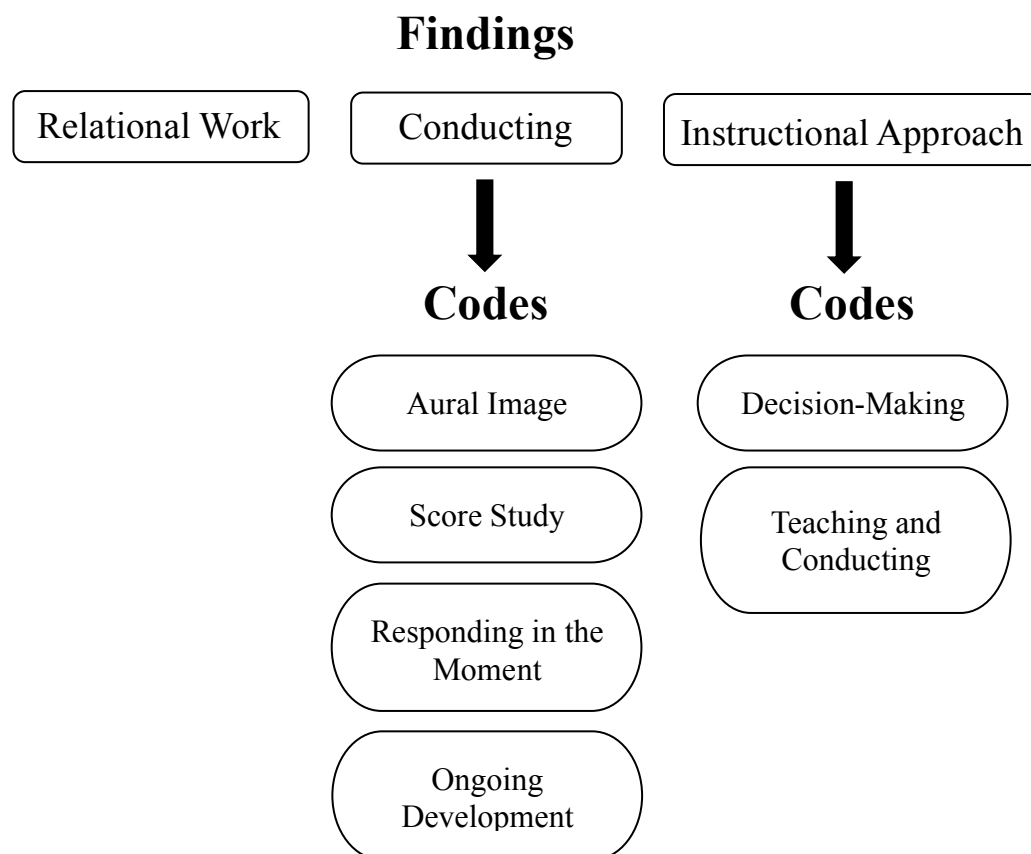 Findings
Relational Work
Conducting
Instructional Approach
Codes
Codes
Aural Image
Decision-Making
Score Study
Teaching and
Conducting
Responding in the
Moment
Ongoing
Development